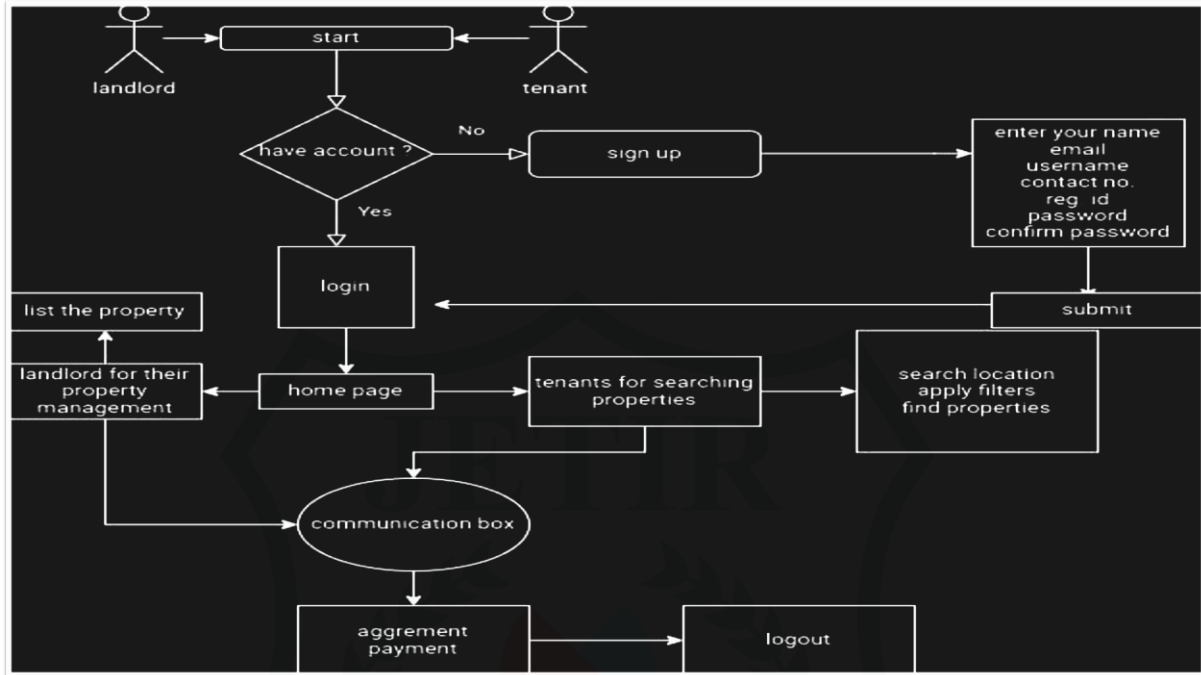 start
landlord
tenant
have account ?
No
sign up
enter your name
email
username
contact no.
reg id
password
confirm password
Yes
login
list the property
submit
landlord for their
property
management
home page
tenants for searching
properties
search location
apply filters
find properties
JETIR
communication box
aggrement
payment
logout